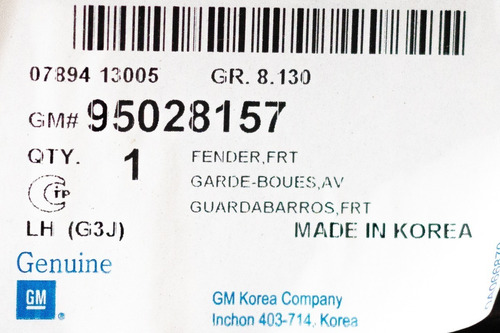 07894 13005 GR. 8.130
GM# 95028157
QTY. 1 FENDER,FRT
GARDE-BOUES,AV
GUARDABARROS,FRT
LH (G3J) MADE IN KOREA
Genuine
GM
GM Korea Company
Inchon 403-714, Korea